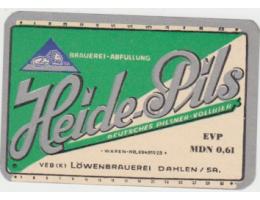 BRAUEREI-ABFÜLLUNG
Heide-Pils
DEUTSCHES PILSNER-VOLLBIER
EVP
MDN 0,61
VEB (K) LÖWENBRAUEREI DAHLEN / SA.